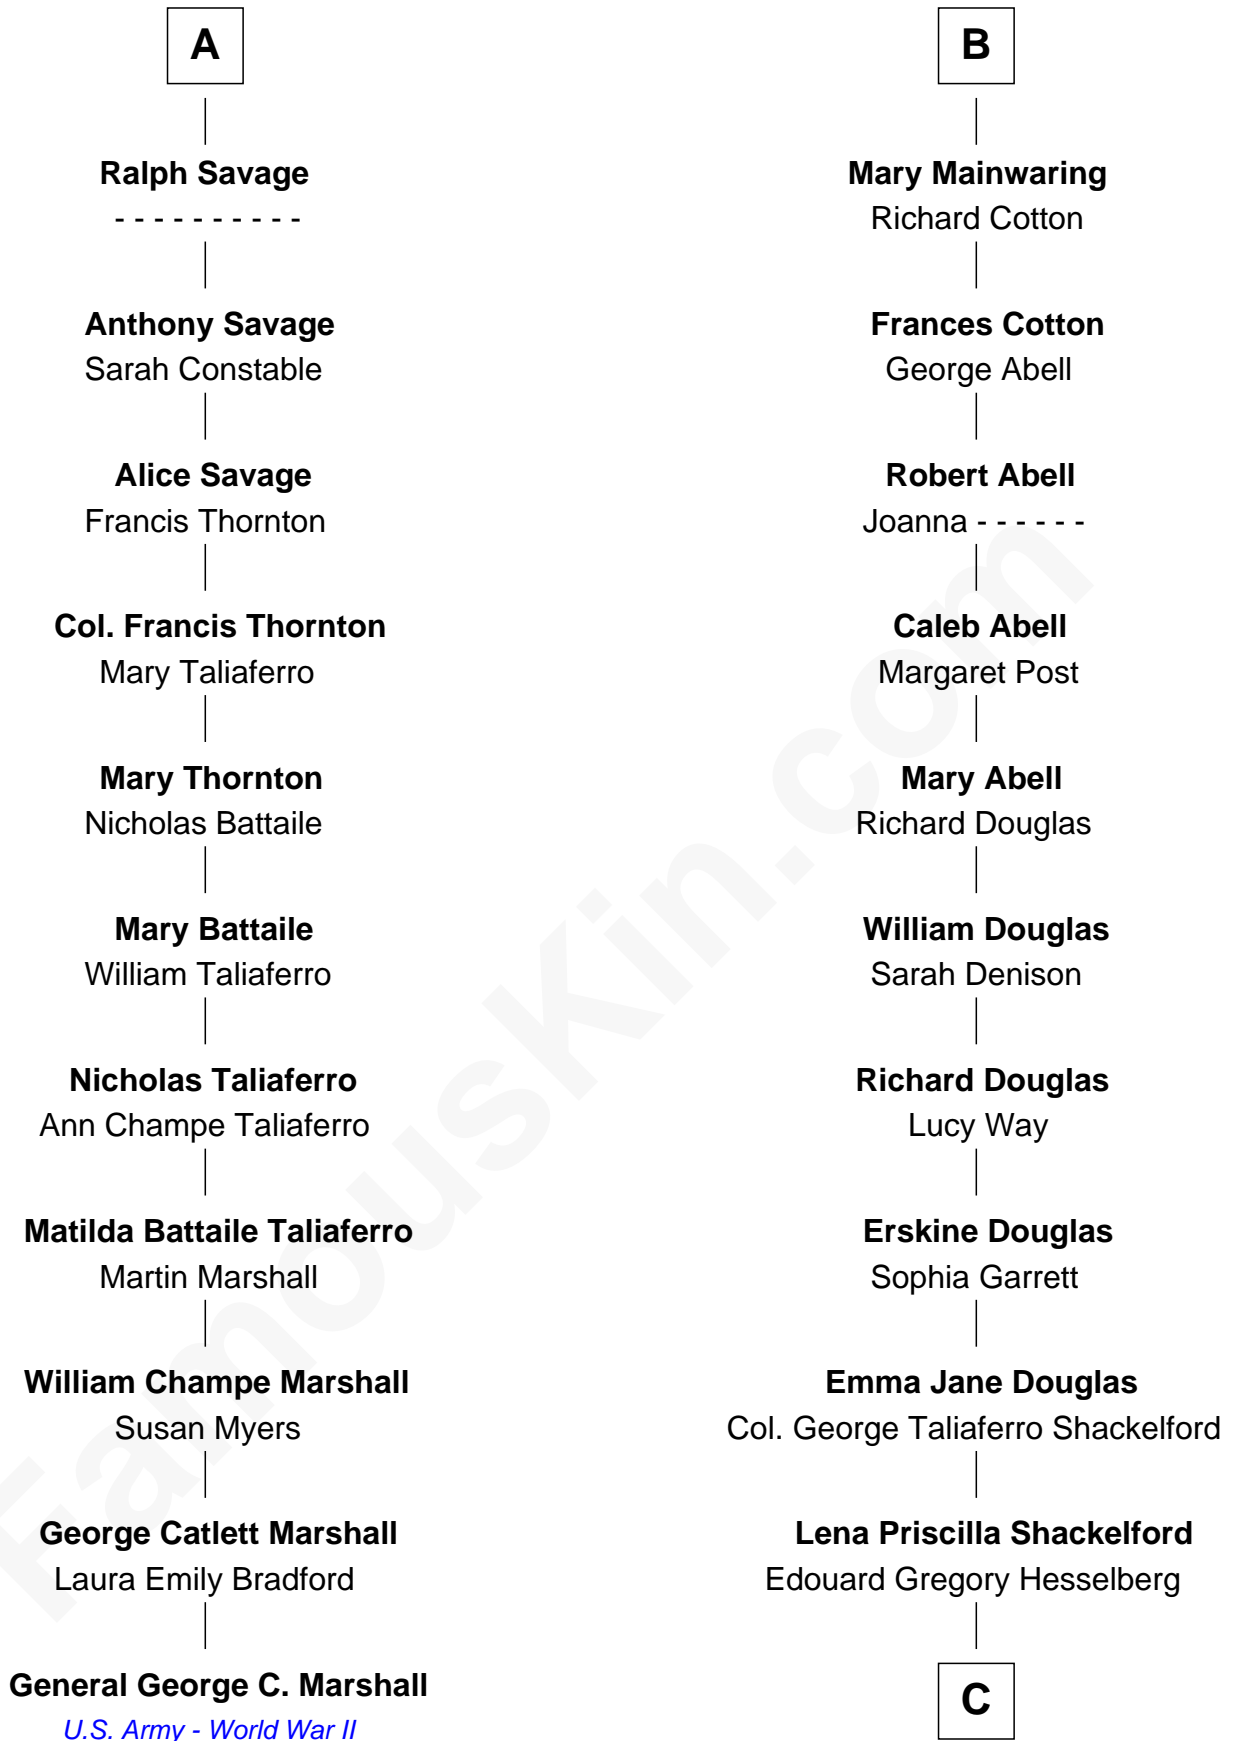 A
Ralph Savage
- - - - - - - - - -
Anthony Savage
Sarah Constable
Alice Savage
Francis Thornton
Col. Francis Thornton
Mary Taliaferro
Mary Thornton
Nicholas Battaile
Mary Battaile
William Taliaferro
Nicholas Taliaferro
Ann Champe Taliaferro
Matilda Battaile Taliaferro
Martin Marshall
William Champe Marshall
Susan Myers
George Catlett Marshall
Laura Emily Bradford
General George C. Marshall
U.S. Army - World War II
B
Mary Mainwaring
Richard Cotton
Frances Cotton
George Abell
Robert Abell
Joanna - - - - - -
Caleb Abell
Margaret Post
Mary Abell
Richard Douglas
William Douglas
Sarah Denison
Richard Douglas
Lucy Way
Erskine Douglas
Sophia Garrett
Emma Jane Douglas
Col. George Taliaferro Shackelford
Lena Priscilla Shackelford
Edouard Gregory Hesselberg
C
FamousKin.com